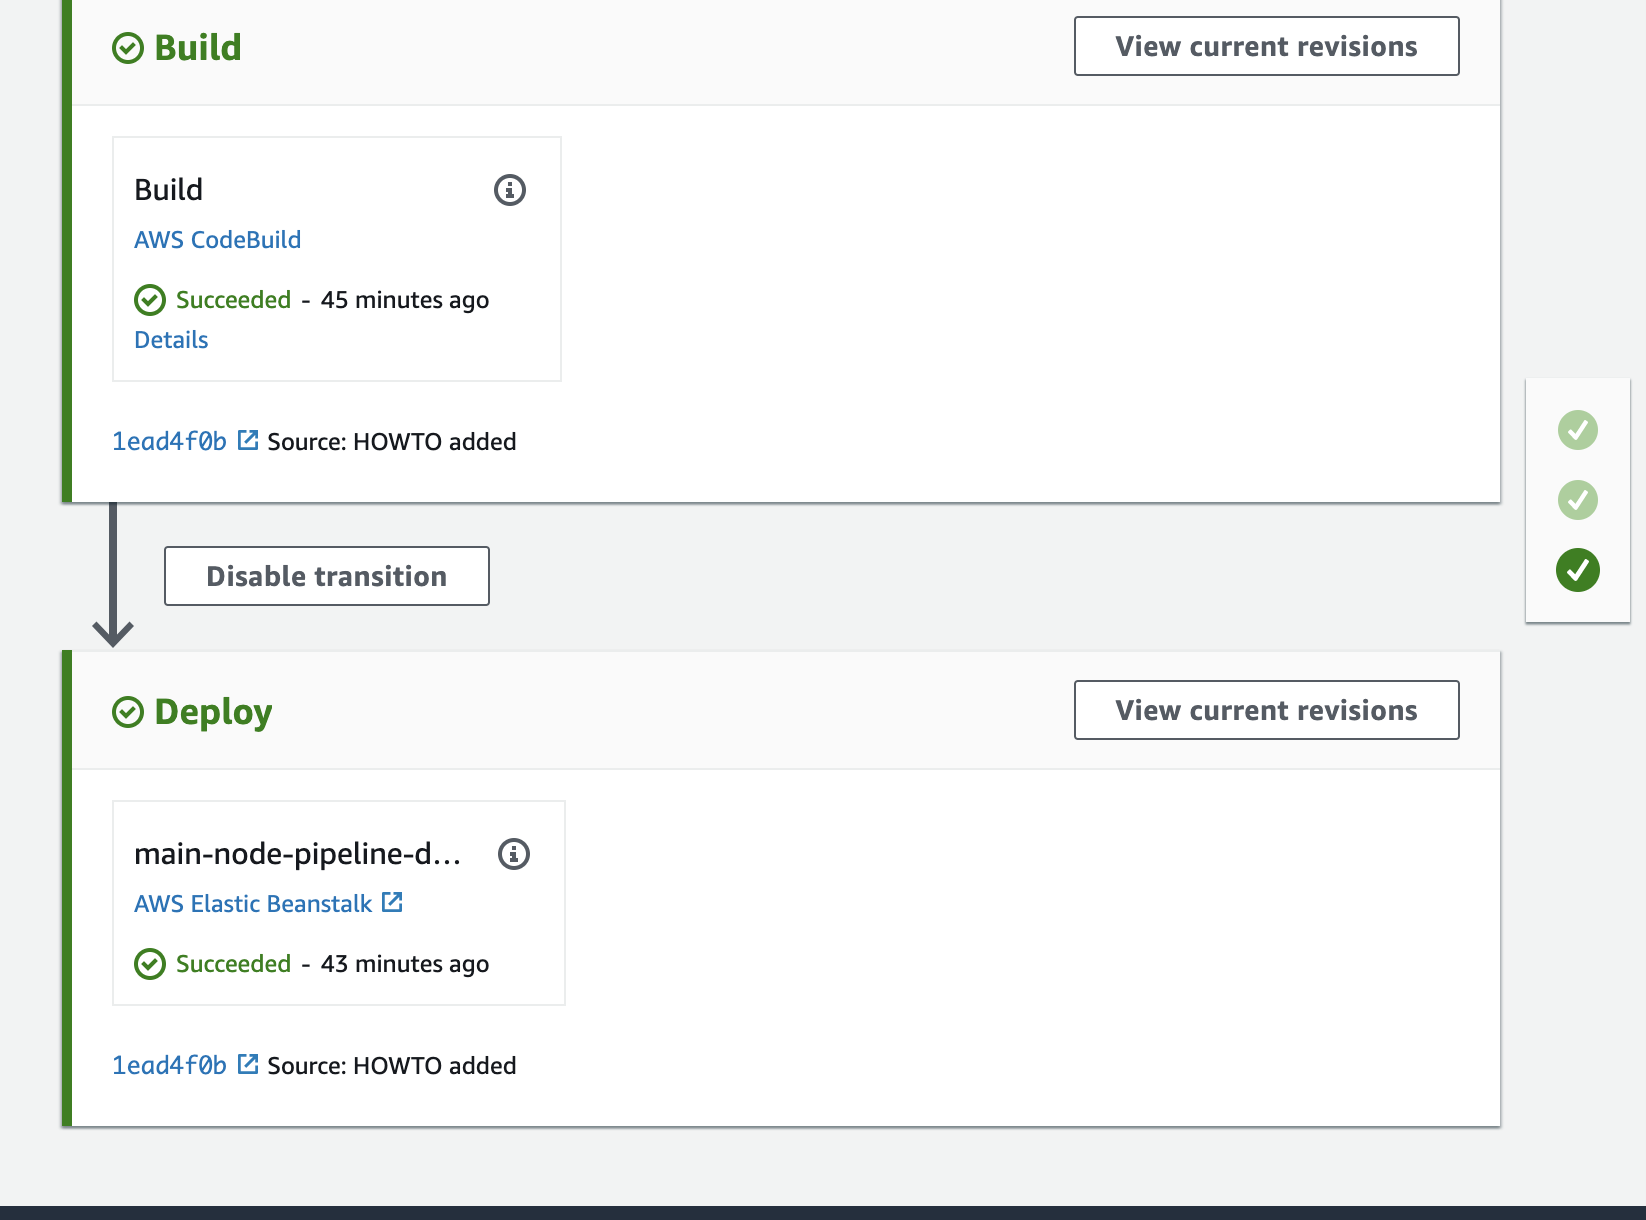 Build
View current revisions
Build
AWS CodeBuild
Succeeded - 45 minutes ago
Details
1ead4f0b Source: HOWTO added
Disable transition
Deploy
View current revisions
main-node-pipeline-d...
AWS Elastic Beanstalk
Succeeded - 43 minutes ago
1ead4f0b Source: HOWTO added